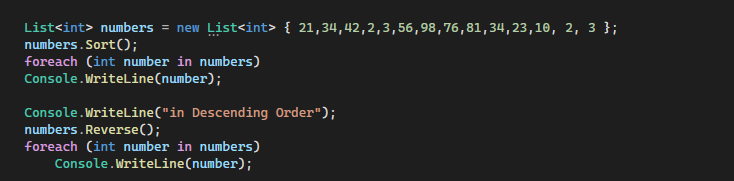 List<int> numbers = new List<int> { 21,34,42,2,3,56,98,76,81,34,23,10, 2, 3 };
numbers.Sort();
foreach (int number in numbers)
Console.WriteLine(number);

Console.WriteLine("in Descending Order");
numbers.Reverse();
foreach (int number in numbers)
    Console.WriteLine(number);